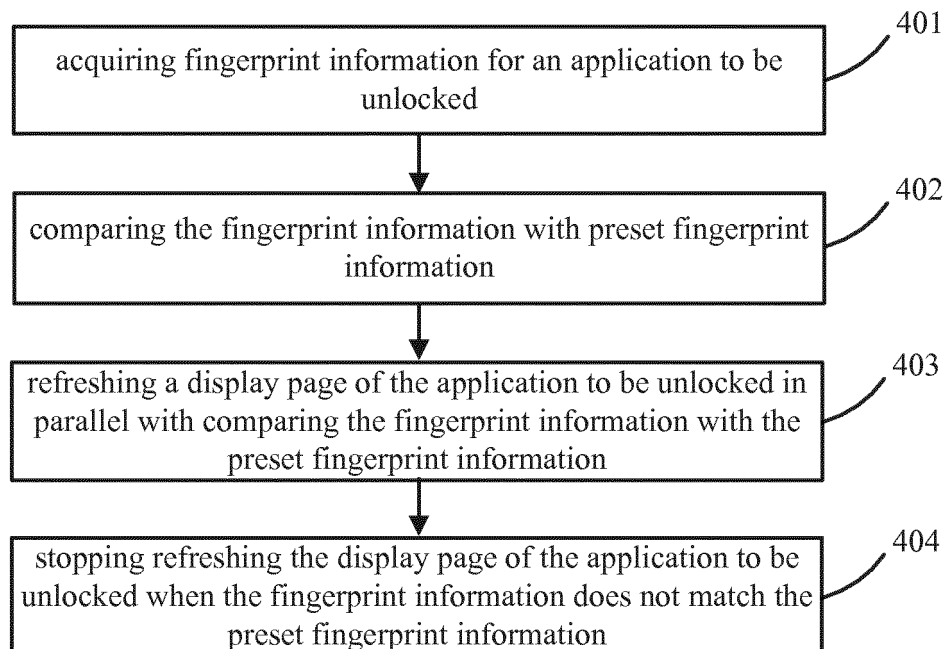 401
acquiring fingerprint information for an application to be
unlocked
402
comparing the fingerprint information with preset fingerprint
information
403
refreshing a display page of the application to be unlocked in
parallel with comparing the fingerprint information with the
preset fingerprint information
404
stopping refreshing the display page of the application to be
unlocked when the fingerprint information does not match the
preset fingerprint information